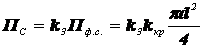 П_С = k_з П_ф.с. = k_з k_кр πd²/4